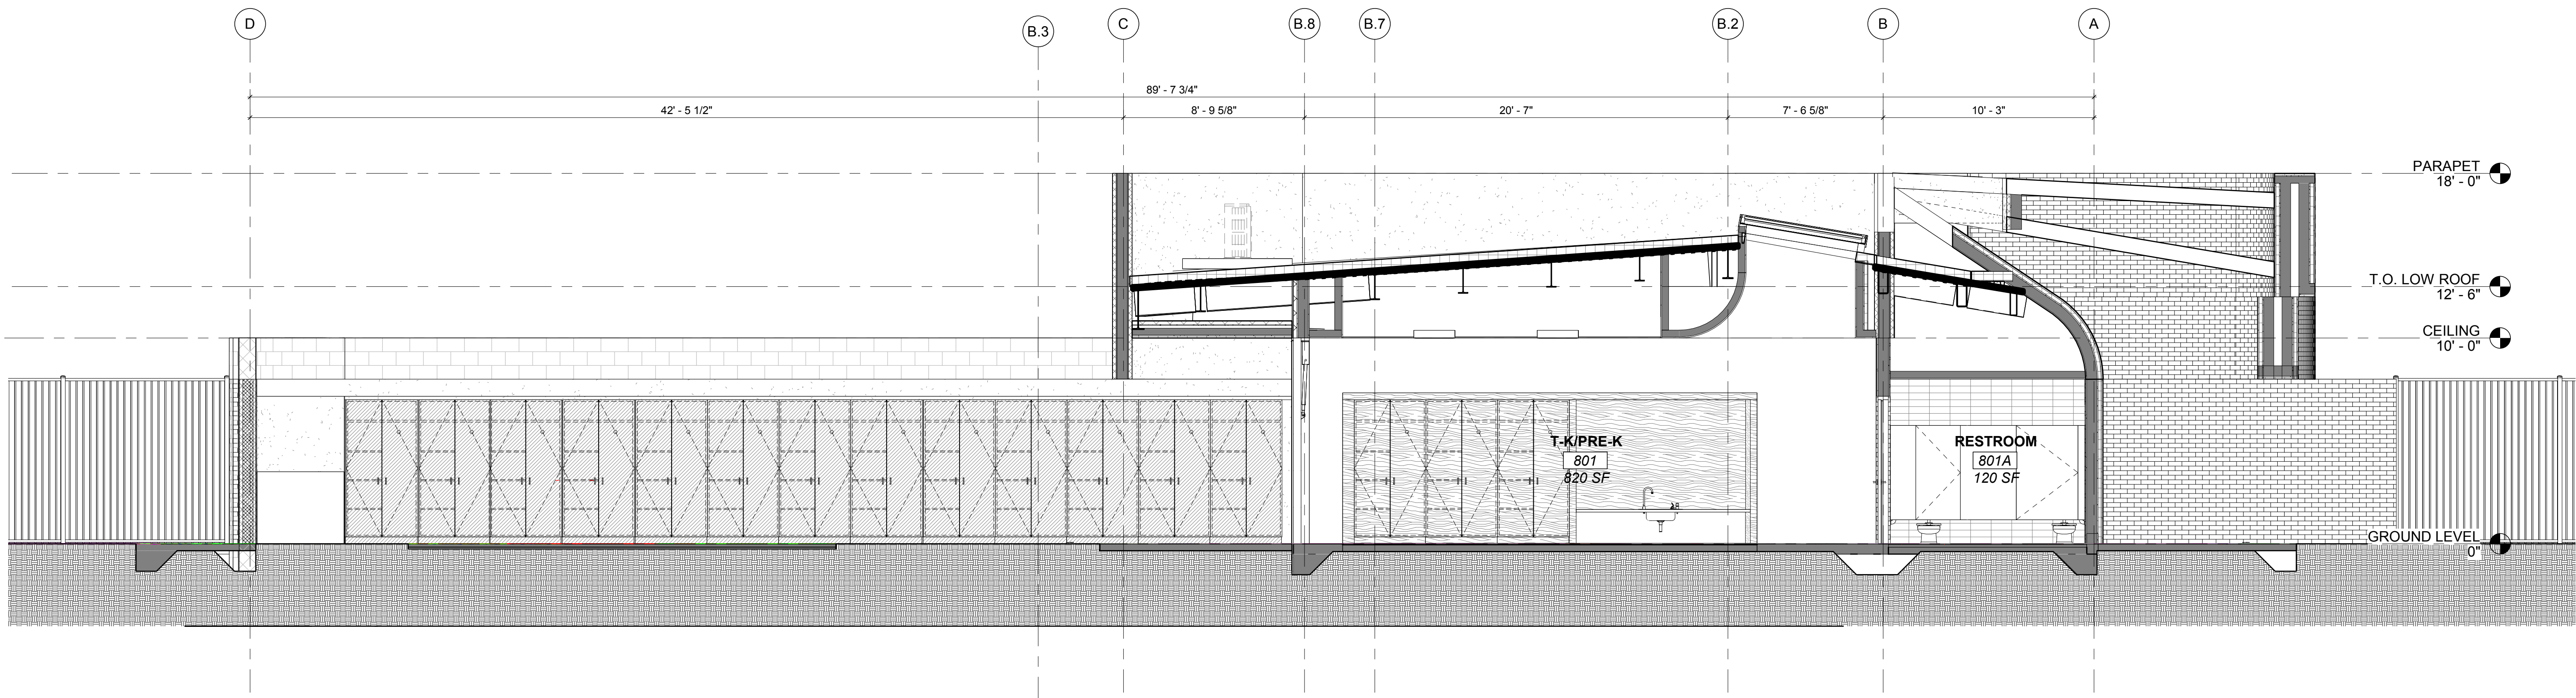 D
B.3
C
B.8
B.7
B.2
B
A
89' - 7 3/4"
42' - 5 1/2"
8' - 9 5/8"
20' - 7"
7' - 6 5/8"
10' - 3"
PARAPET
18' - 0"
T.O. LOW ROOF
12' - 6"
CEILING
10' - 0"
T-K/PRE-K
801
820 SF
RESTROOM
801A
120 SF
GROUND LEVEL
0"